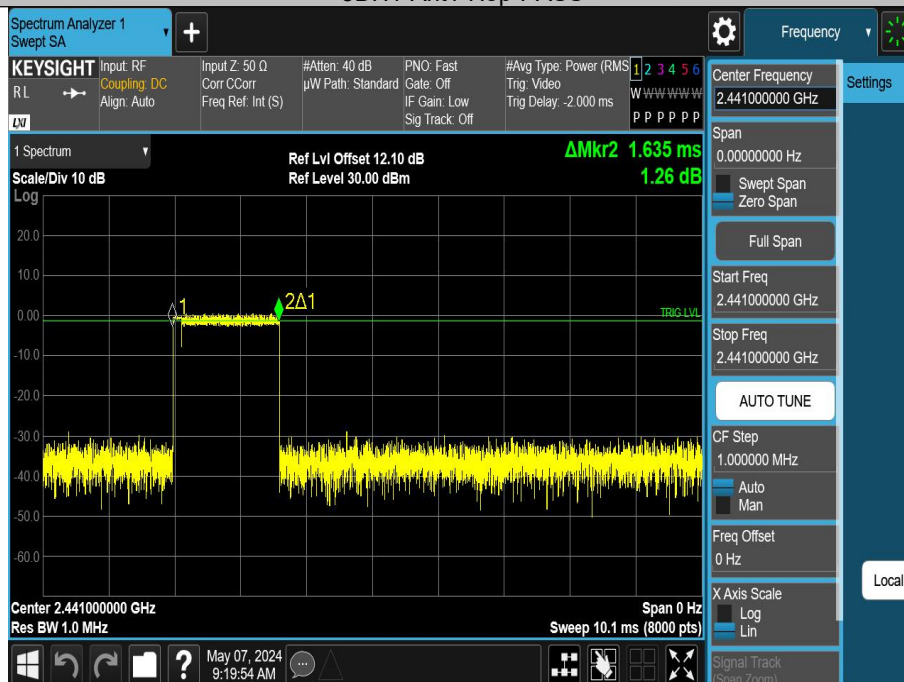 Spectrum Analyzer 1
Swept SA
+
Frequency
KEYSIGHT
RL
LXI
Input: RF
Coupling: DC
Align: Auto
Input Z: 50 Ω
Corr CCorr
Freq Ref: Int (S)
#Atten: 40 dB
µW Path: Standard
PNO: Fast
Gate: Off
IF Gain: Low
Sig Track: Off
#Avg Type: Power (RMS
Trig: Video
Trig Delay: -2.000 ms
1 2 3 4 5 6
W W W W W W
P P P P P P
1 Spectrum
Scale/Div 10 dB
Log
Ref Lvl Offset 12.10 dB
Ref Level 30.00 dBm
ΔMkr2 1.635 ms
1.26 dB
20.0
10.0
0.00
-10.0
-20.0
-30.0
-40.0
-50.0
-60.0
1
2Δ1
TRIG LVL
Center 2.441000000 GHz
Res BW 1.0 MHz
Span 0 Hz
Sweep 10.1 ms (8000 pts)
Center Frequency
2.441000000 GHz
Settings
Span
0.00000000 Hz
Swept Span
Zero Span
Full Span
Start Freq
2.441000000 GHz
Stop Freq
2.441000000 GHz
AUTO TUNE
CF Step
1.000000 MHz
Auto
Man
Freq Offset
0 Hz
X Axis Scale
Log
Lin
Local
Signal Track
(Span Zoom)
?
May 07, 2024
9:19:54 AM